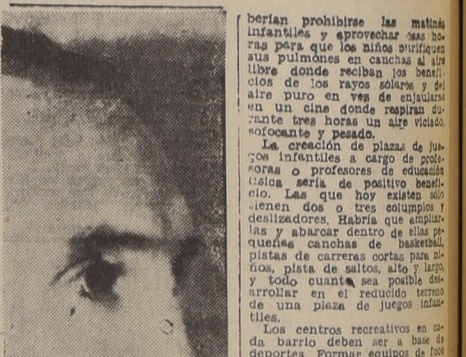 berían prohibirse las matinés
infantiles y aprovechar esas ho-
ras para que los niños purifiquen
sus pulmones en canchas al aire
libre donde reciban los benefi-
cios de los rayos solares y del
aire puro en ves de enjaularse
en un cine donde respiran du-
rante tres horas un aire viciado,
sofocante y pesado.
La creación de plazas de jue-
gos infantiles a cargo de profe-
soras o profesores de educación
física sería de positivo benefi-
cio. Las que hoy existen sólo
tienen dos o tres columpios y
deslizadores. Habría que ampliar-
las y abarcar dentro de ellas pe-
queñas canchas de basketball,
pistas de carreras cortas para ni-
ños, pista de saltos, alto y largo,
y todo cuanto sea posible des-
arrollar en el reducido terreno
de una plaza de juegos infan-
tiles.
Los centros recreativos en ca-
da barrio deben ser a base de
deportes. Formar equipos de